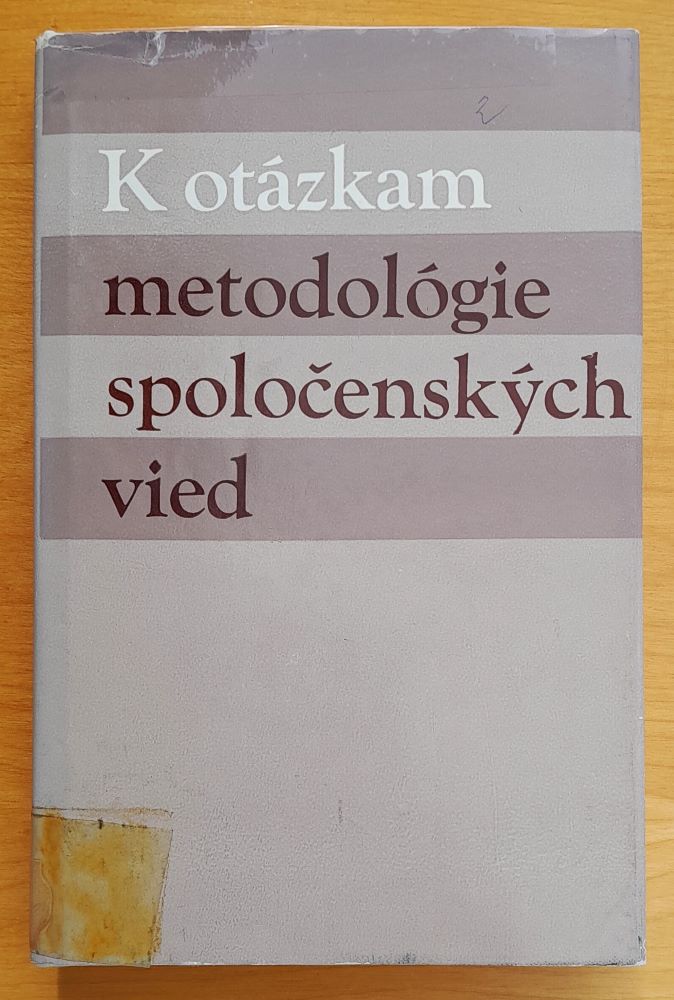 K otázkam
metodológie
spoločenských
vied